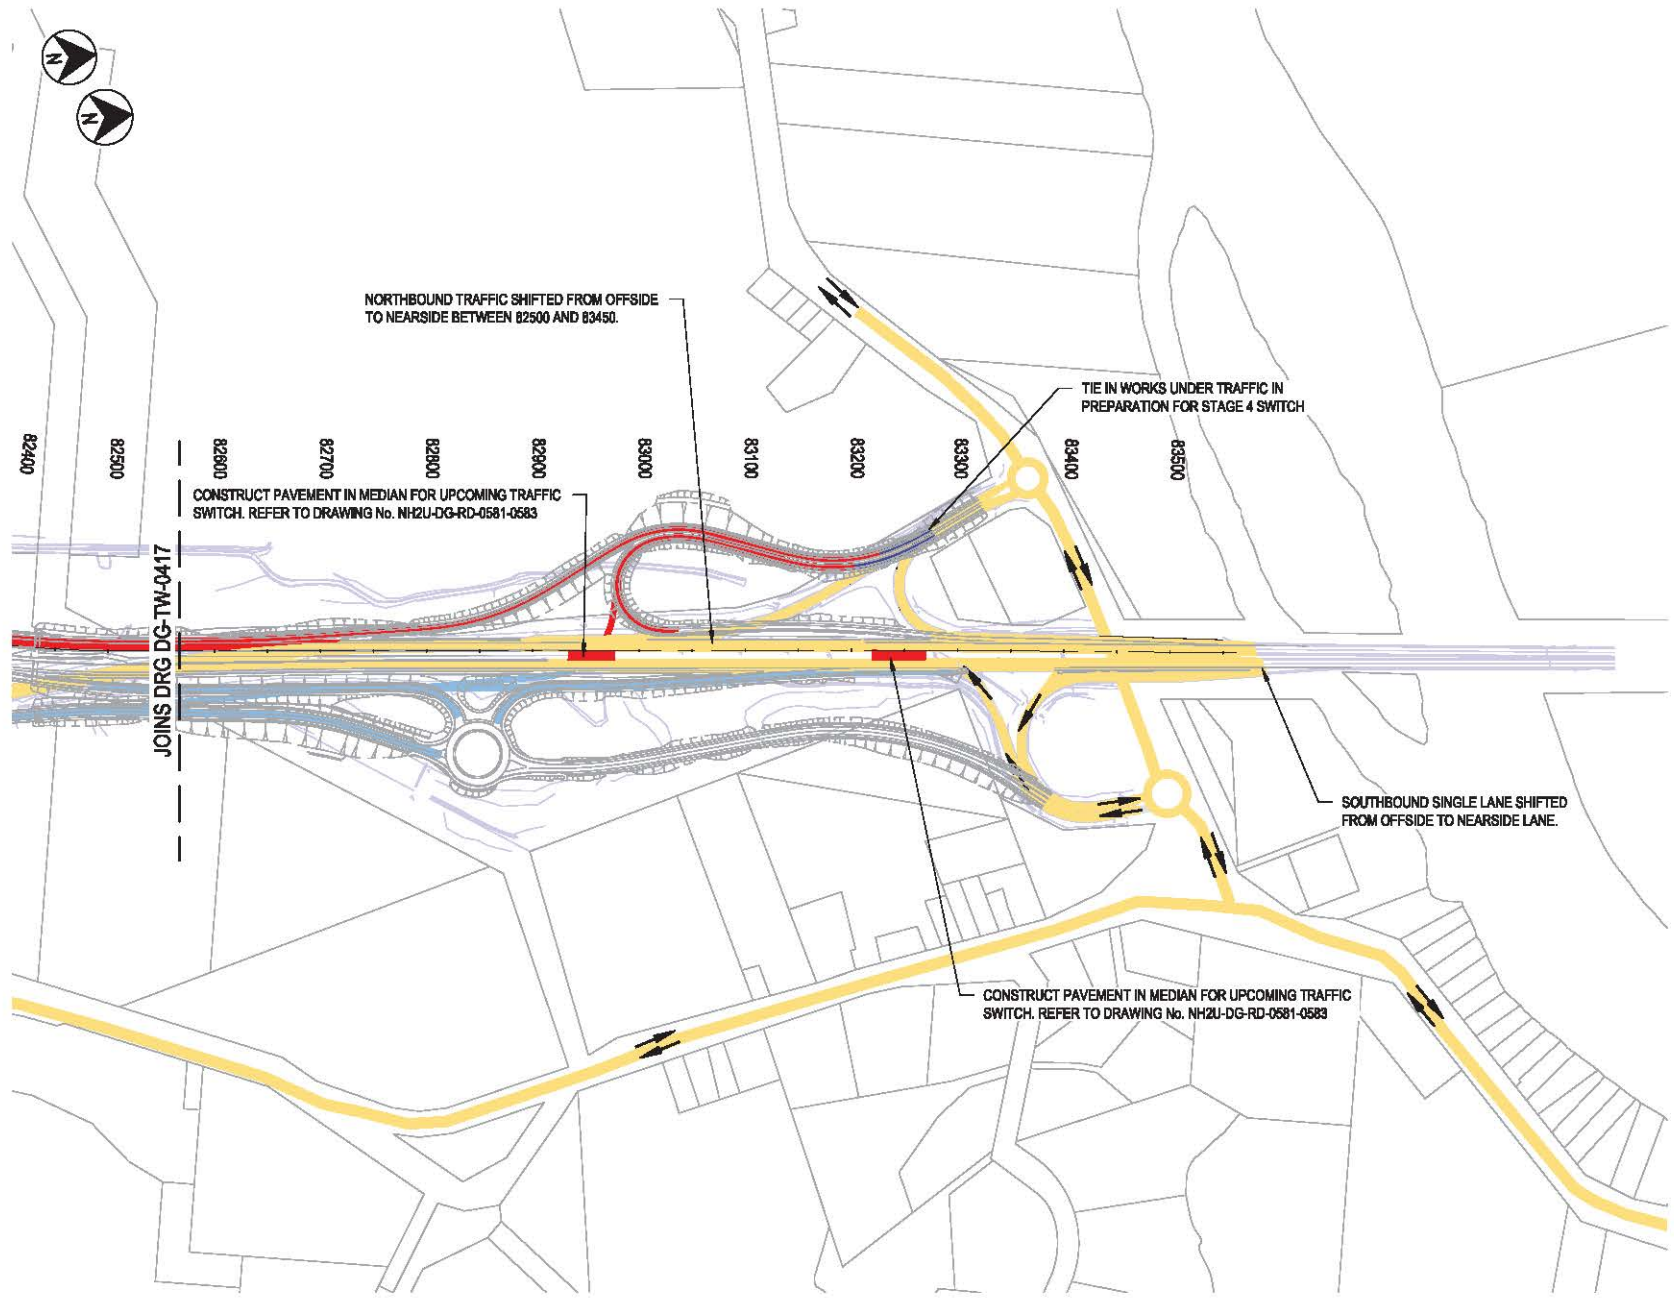 N
N
NORTHBOUND TRAFFIC SHIFTED FROM OFFSIDE
TO NEARSIDE BETWEEN 82500 AND 83450.
TIE IN WORKS UNDER TRAFFIC IN
PREPARATION FOR STAGE 4 SWITCH
82400
82500
82600
82700
82800
82900
83000
83100
83200
83300
83400
83500
CONSTRUCT PAVEMENT IN MEDIAN FOR UPCOMING TRAFFIC
SWITCH. REFER TO DRAWING No. NH2U-DG-RD-0581-0583
JOINS DRG DG-TW-0417
SOUTHBOUND SINGLE LANE SHIFTED
FROM OFFSIDE TO NEARSIDE LANE.
CONSTRUCT PAVEMENT IN MEDIAN FOR UPCOMING TRAFFIC
SWITCH. REFER TO DRAWING No. NH2U-DG-RD-0581-0583